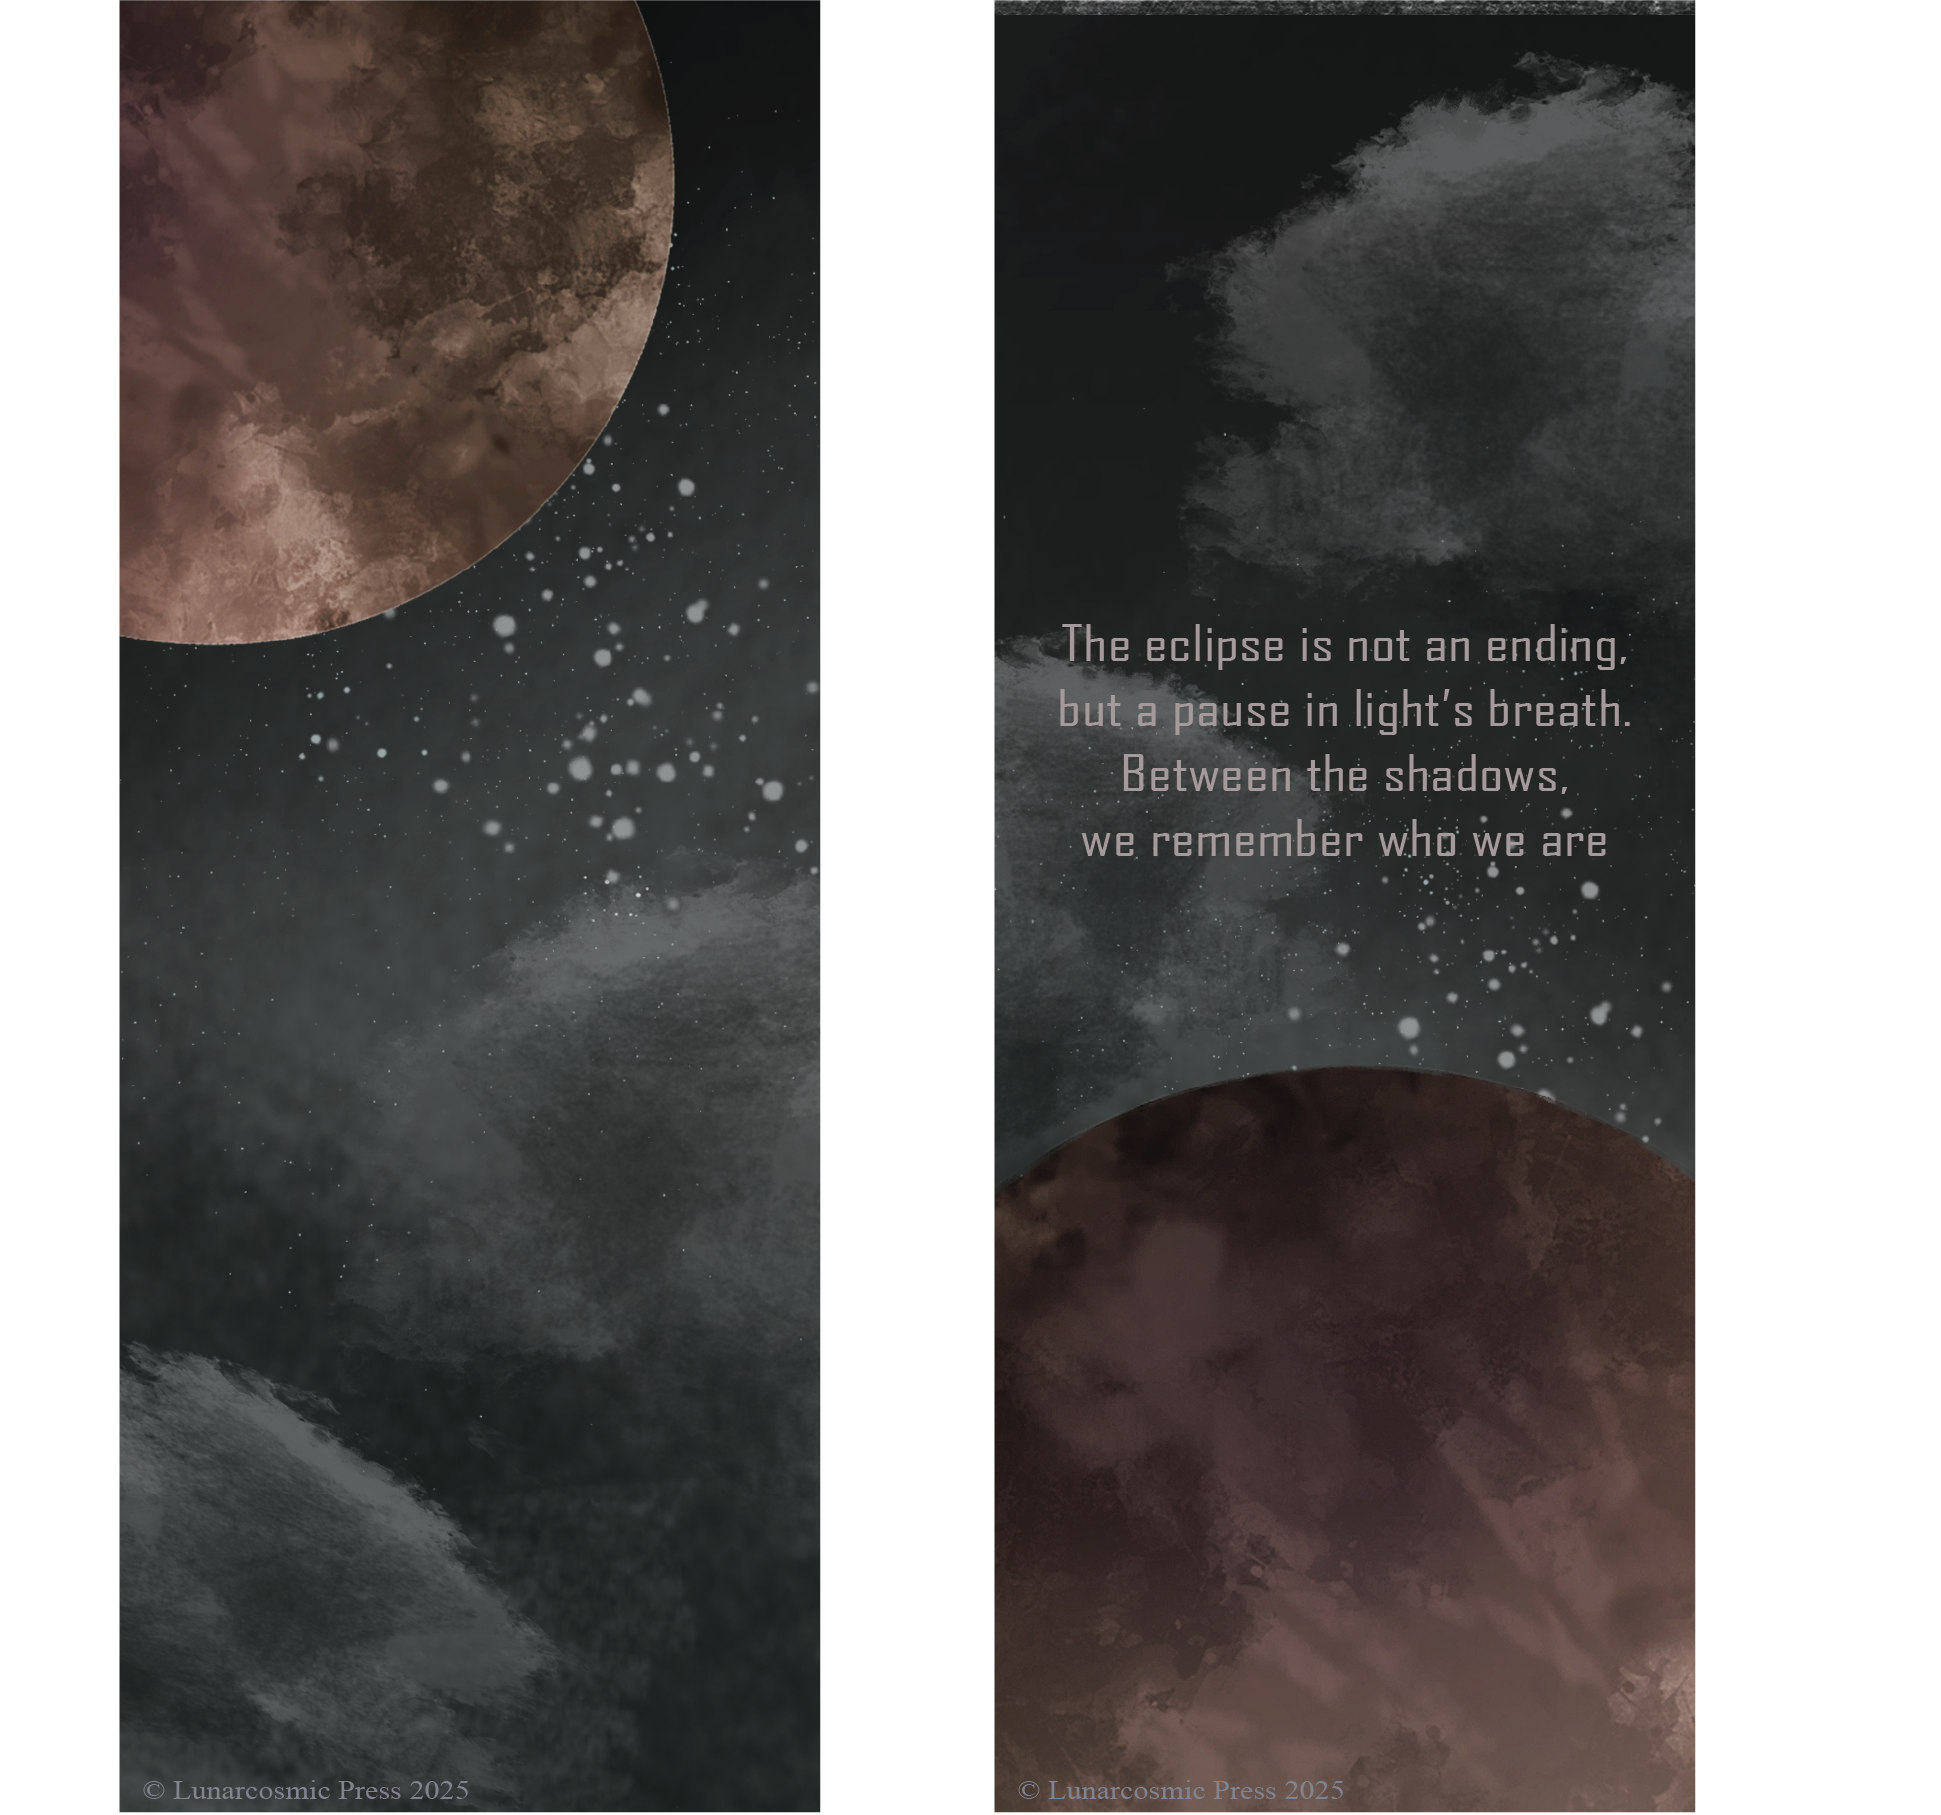 The eclipse is not an ending,
but a pause in light’s breath.
Between the shadows,
we remember who we are
© Lunarcosmic Press 2025
© Lunarcosmic Press 2025